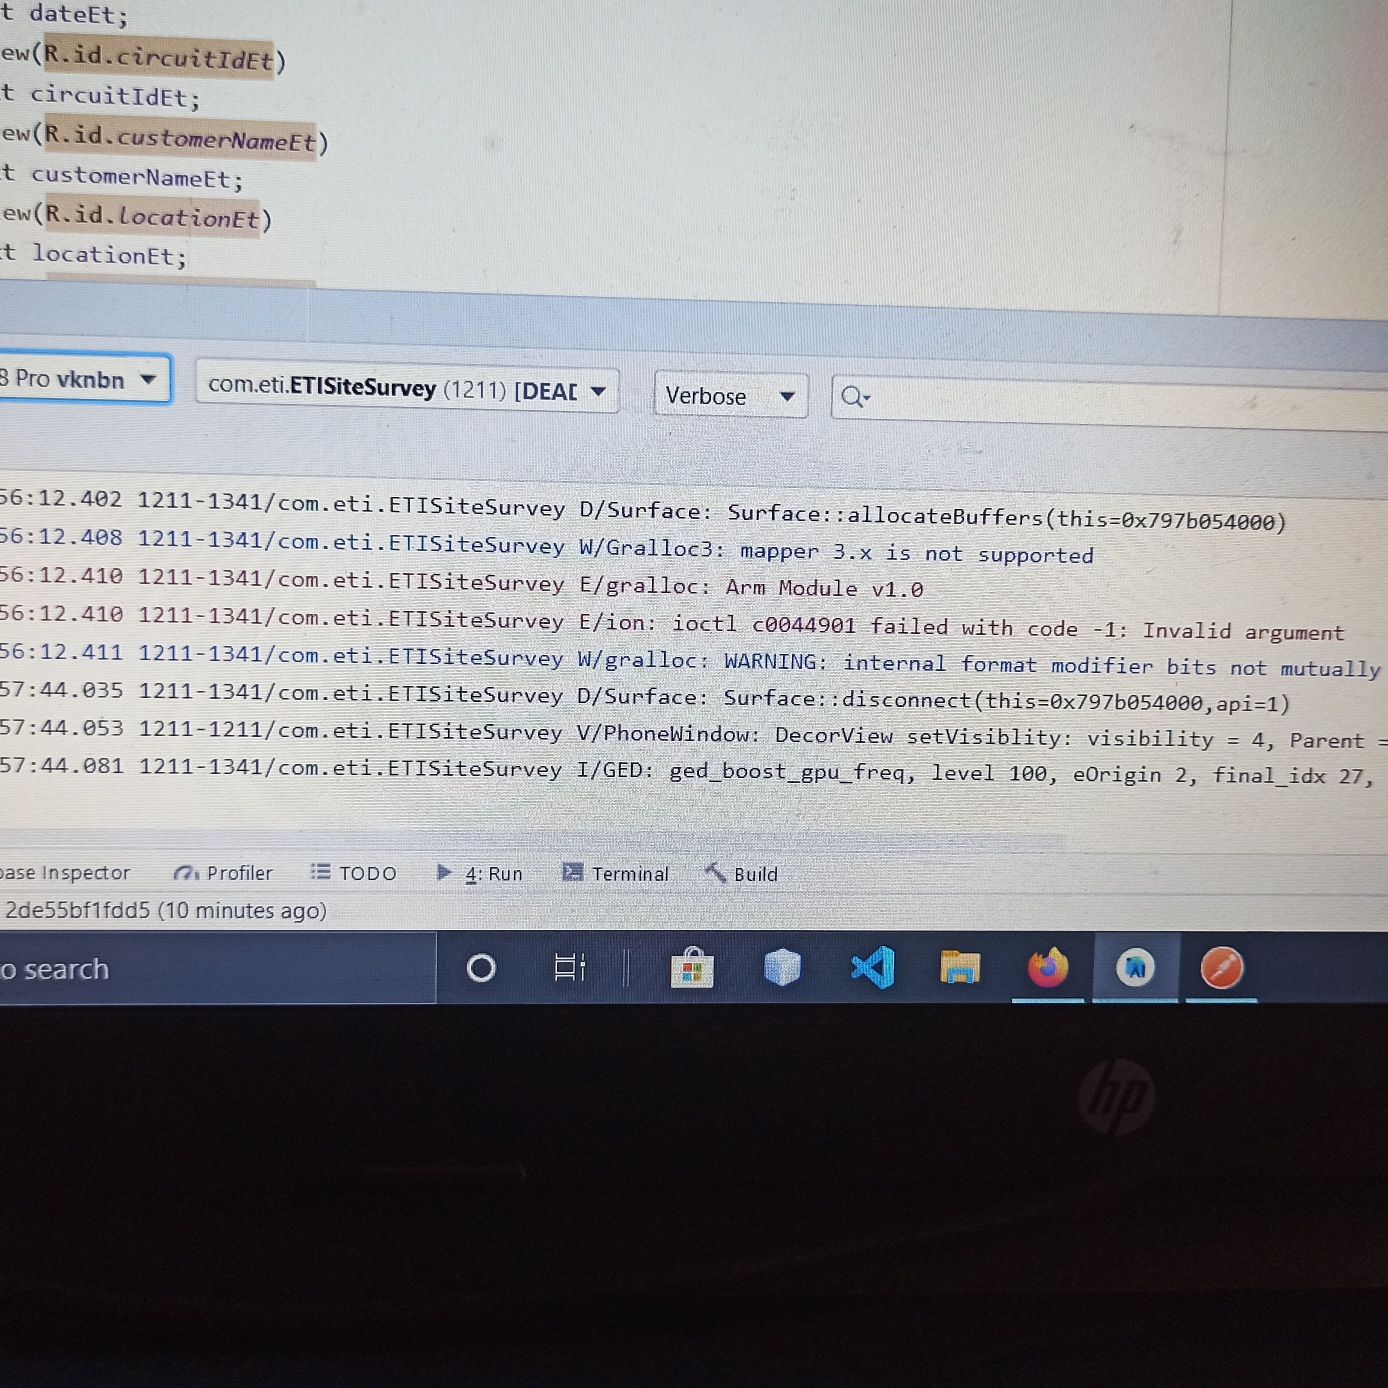 t dateEt;
ew(R.id.circuitIdEt)
t circuitIdEt;
ew(R.id.customerNameEt)
t customerNameEt;
ew(R.id.locationEt)
t locationEt;
8 Pro vknbn
com.eti.ETISiteSurvey (1211) [DEAD
Verbose
56:12.402 1211-1341/com.eti.ETISiteSurvey D/Surface: Surface::allocateBuffers(this=0x797b054000)
56:12.408 1211-1341/com.eti.ETISiteSurvey W/Gralloc3: mapper 3.x is not supported
56:12.410 1211-1341/com.eti.ETISiteSurvey E/gralloc: Arm Module v1.0
56:12.410 1211-1341/com.eti.ETISiteSurvey E/ion: ioctl c0044901 failed with code -1: Invalid argument
56:12.411 1211-1341/com.eti.ETISiteSurvey W/gralloc: WARNING: internal format modifier bits not mutually
57:44.035 1211-1341/com.eti.ETISiteSurvey D/Surface: Surface::disconnect(this=0x797b054000,api=1)
57:44.053 1211-1211/com.eti.ETISiteSurvey V/PhoneWindow: DecorView setVisiblity: visibility = 4, Parent =
57:44.081 1211-1341/com.eti.ETISiteSurvey I/GED: ged_boost_gpu_freq, level 100, eOrigin 2, final_idx 27,
base Inspector Profiler TODO 4: Run Terminal Build
2de55bf1fdd5 (10 minutes ago)
o search
hp